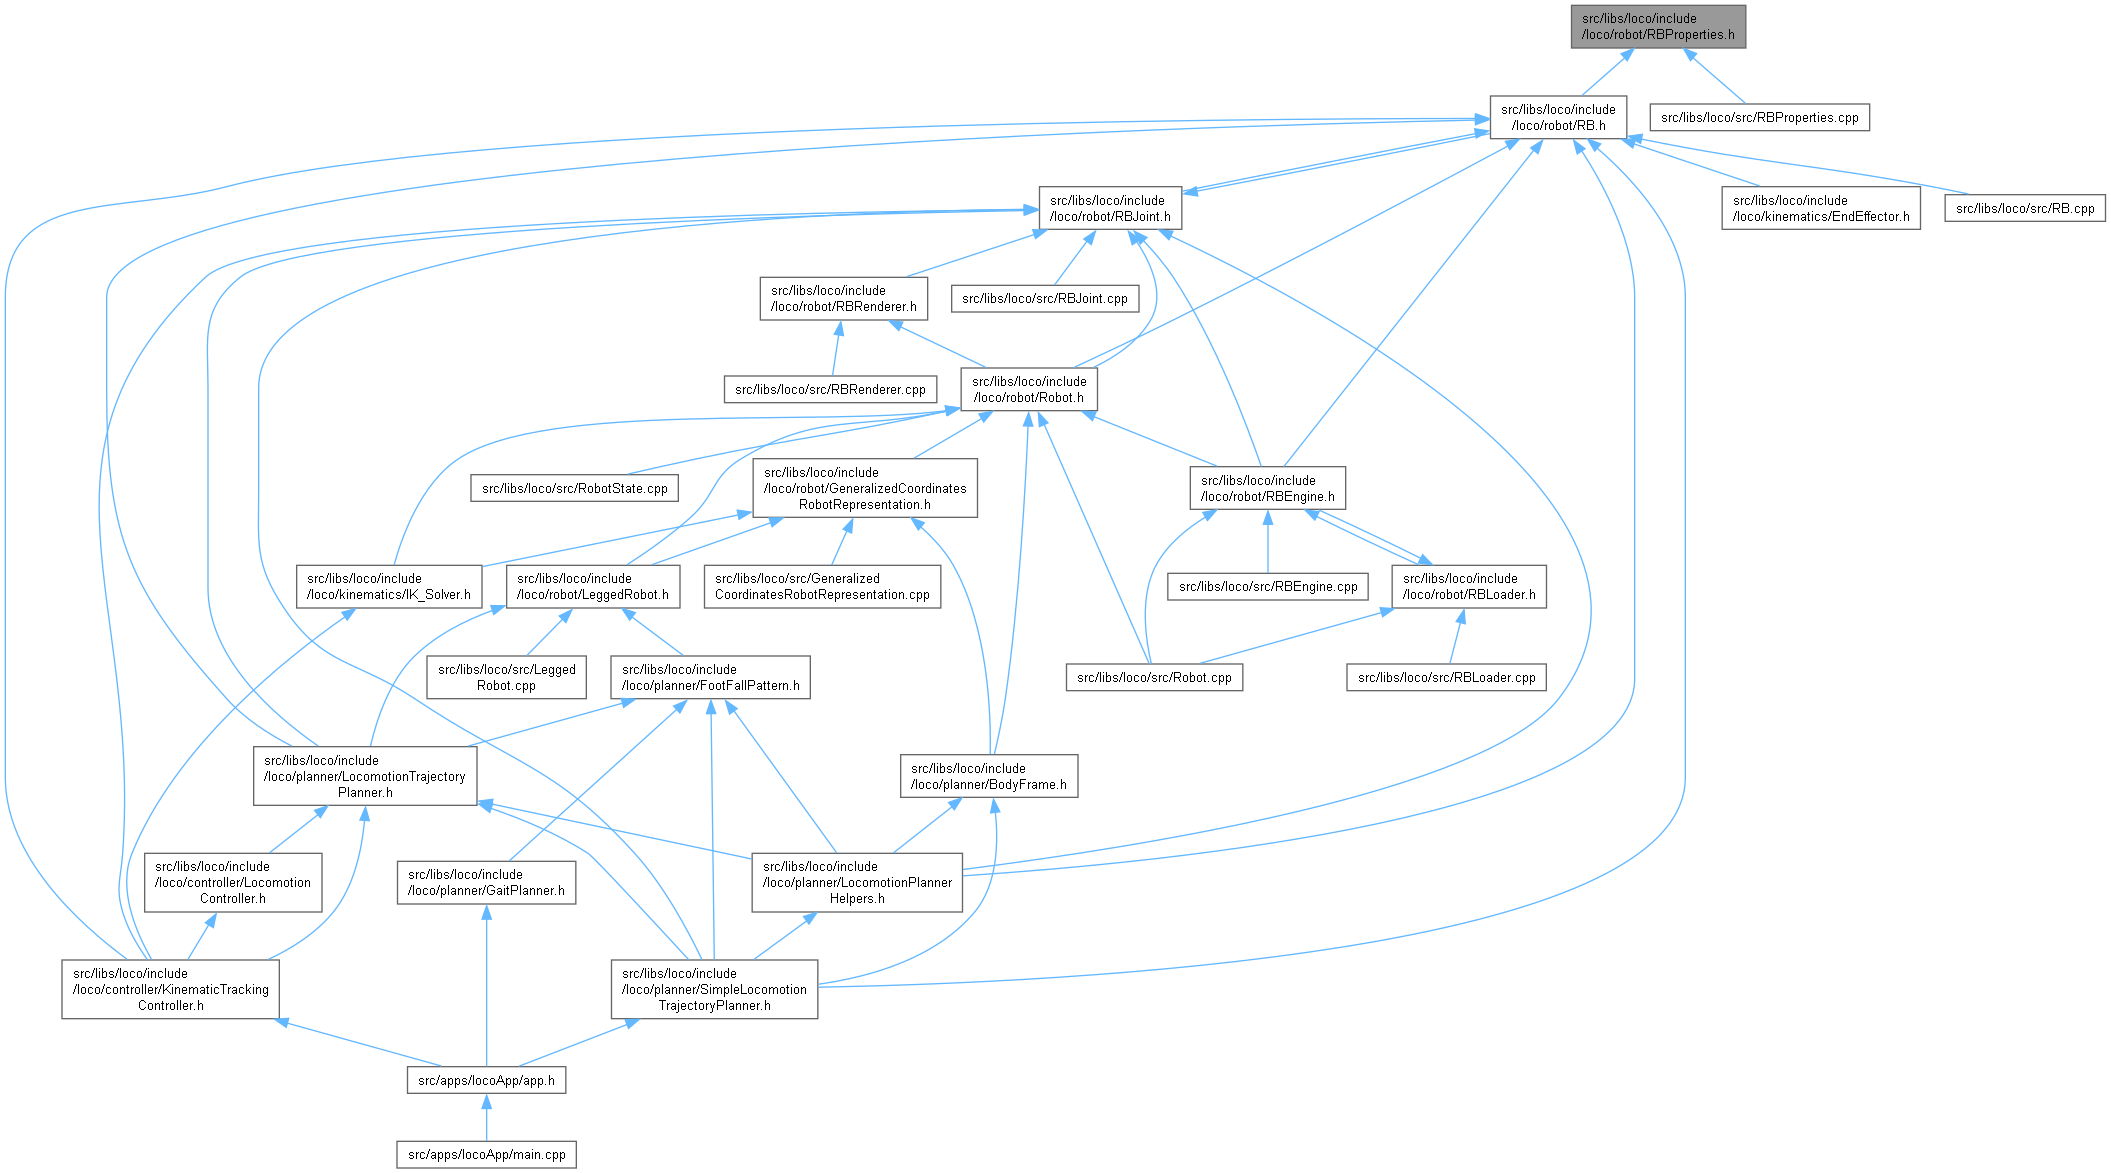 src/libs/loco/include
/loco/robot/RBProperties.h
src/libs/loco/include
/loco/robot/RB.h
src/libs/loco/src/RBProperties.cpp
src/libs/loco/include
/loco/robot/RBJoint.h
src/libs/loco/include
/loco/kinematics/EndEffector.h
src/libs/loco/src/RB.cpp
src/libs/loco/include
/loco/robot/RBRenderer.h
src/libs/loco/src/RBJoint.cpp
src/libs/loco/src/RBRenderer.cpp
src/libs/loco/include
/loco/robot/Robot.h
src/libs/loco/src/RobotState.cpp
src/libs/loco/include
/loco/robot/GeneralizedCoordinates
RobotRepresentation.h
src/libs/loco/include
/loco/robot/RBEngine.h
src/libs/loco/include
/loco/kinematics/IK_Solver.h
src/libs/loco/include
/loco/robot/LeggedRobot.h
src/libs/loco/src/Generalized
CoordinatesRobotRepresentation.cpp
src/libs/loco/src/RBEngine.cpp
src/libs/loco/include
/loco/robot/RBLoader.h
src/libs/loco/src/Legged
Robot.cpp
src/libs/loco/include
/loco/planner/FootFallPattern.h
src/libs/loco/src/Robot.cpp
src/libs/loco/src/RBLoader.cpp
src/libs/loco/include
/loco/planner/LocomotionTrajectory
Planner.h
src/libs/loco/include
/loco/planner/BodyFrame.h
src/libs/loco/include
/loco/controller/Locomotion
Controller.h
src/libs/loco/include
/loco/planner/GaitPlanner.h
src/libs/loco/include
/loco/planner/LocomotionPlanner
Helpers.h
src/libs/loco/include
/loco/controller/KinematicTracking
Controller.h
src/libs/loco/include
/loco/planner/SimpleLocomotion
TrajectoryPlanner.h
src/apps/locoApp/app.h
src/apps/locoApp/main.cpp